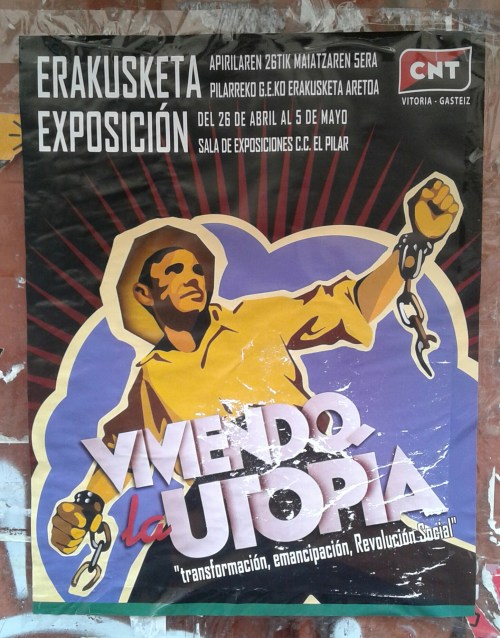 ERAKUSKETA
EXPOSICIÓN
APIRILAREN 26TIK MAIATZAREN 5ERA
PILARREKO G.E.KO ERAKUSKETA ARETOA
DEL 26 DE ABRIL AL 5 DE MAYO
SALA DE EXPOSICIONES C.C. EL PILAR
CNT
VITORIA - GASTEIZ
VIVIENDO
la UTOPIA
"transformación, emancipación, Revolución Social"